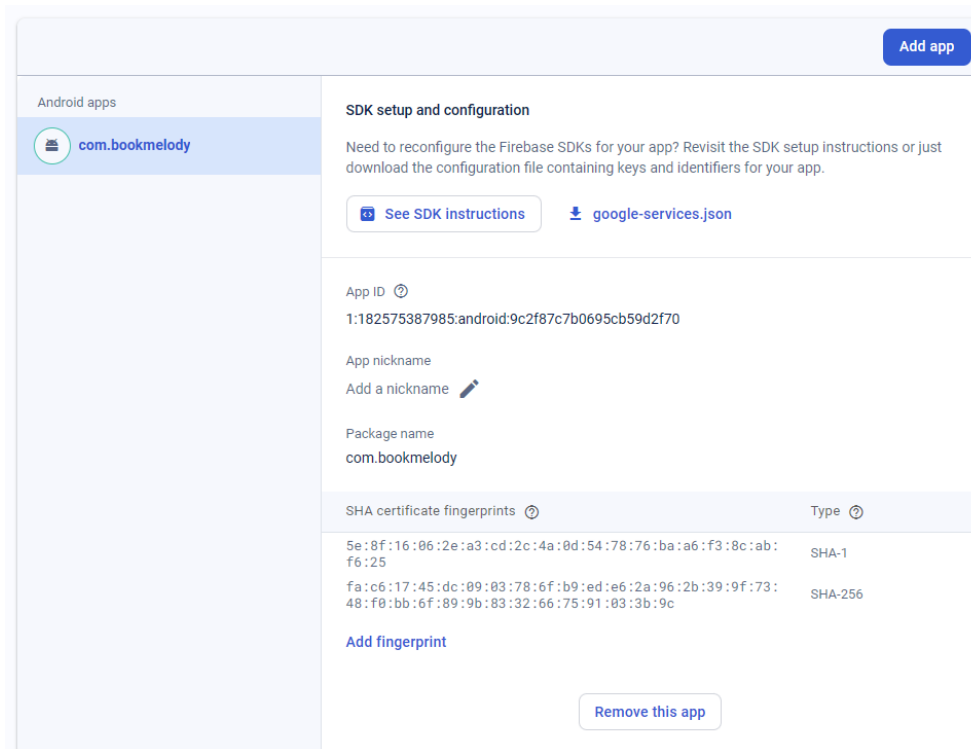 Add app
Android apps
com.bookmelody
SDK setup and configuration
Need to reconfigure the Firebase SDKs for your app? Revisit the SDK setup instructions or just
download the configuration file containing keys and identifiers for your app.
See SDK instructions
google-services.json
App ID
1:182575387985:android:9c2f87c7b0695cb59d2f70
App nickname
Add a nickname
Package name
com.bookmelody
SHA certificate fingerprints
Type
5e:8f:16:06:2e:a3:cd:2c:4a:0d:54:78:76:ba:a6:f3:8c:ab:
f6:25
SHA-1
fa:c6:17:45:dc:09:03:78:6f:b9:ed:e6:2a:96:2b:39:9f:73:
48:f0:bb:6f:89:9b:83:32:66:75:91:03:3b:9c
SHA-256
Add fingerprint
Remove this app